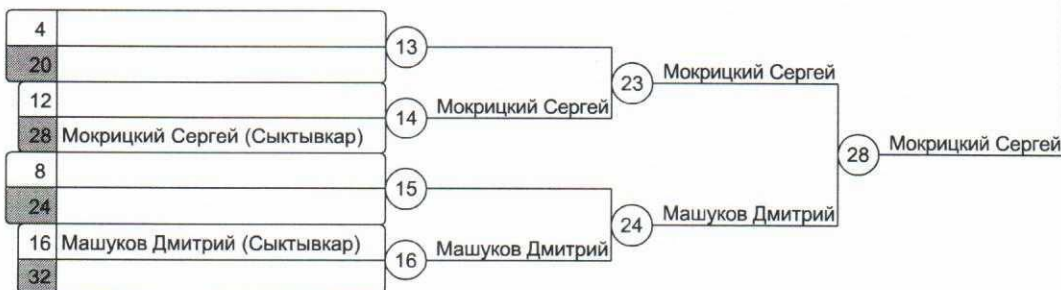 4
13
20
Мокрицкий Сергей
23
12
Мокрицкий Сергей
14
28 Мокрицкий Сергей (Сыктывкар)
Мокрицкий Сергей
28
8
15
24
Машуков Дмитрий
24
16 Машуков Дмитрий (Сыктывкар)
Машуков Дмитрий
16
32